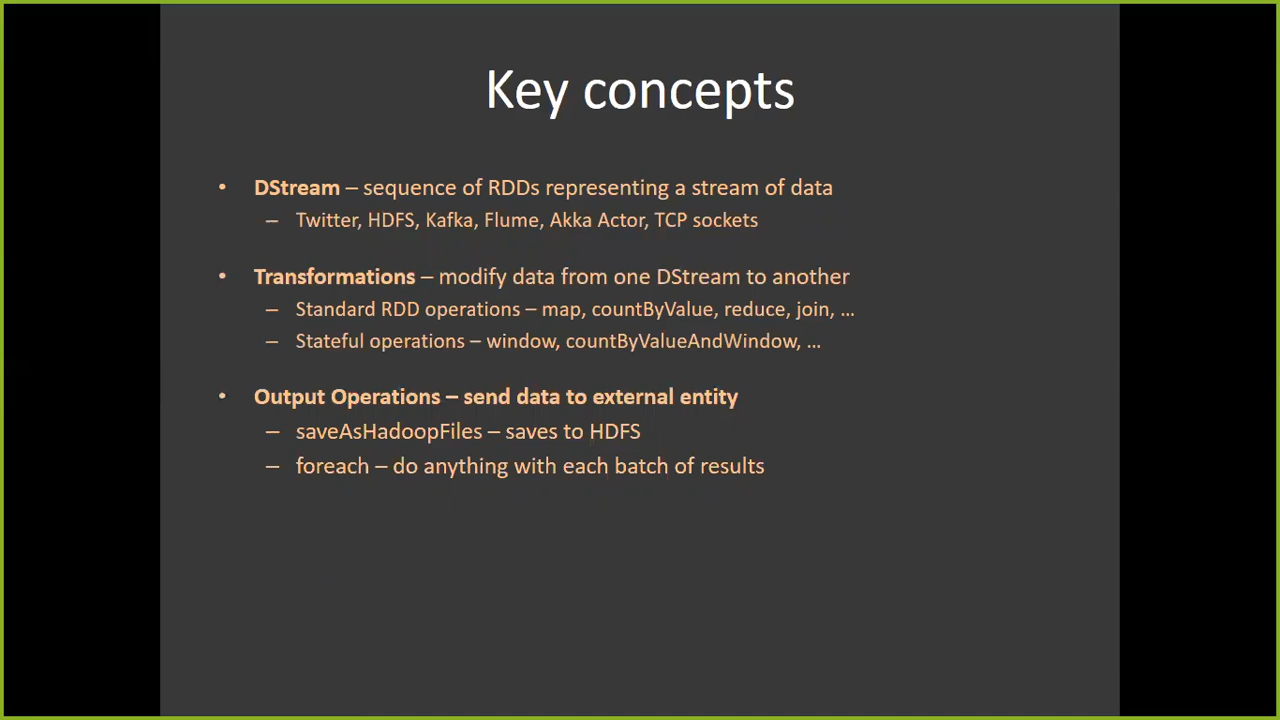 Key concepts
• DStream – sequence of RDDs representing a stream of data
– Twitter, HDFS, Kafka, Flume, Akka Actor, TCP sockets
• Transformations – modify data from one DStream to another
– Standard RDD operations – map, countByValue, reduce, join, …
– Stateful operations – window, countByValueAndWindow, …
• Output Operations – send data to external entity
– saveAsHadoopFiles – saves to HDFS
– foreach – do anything with each batch of results